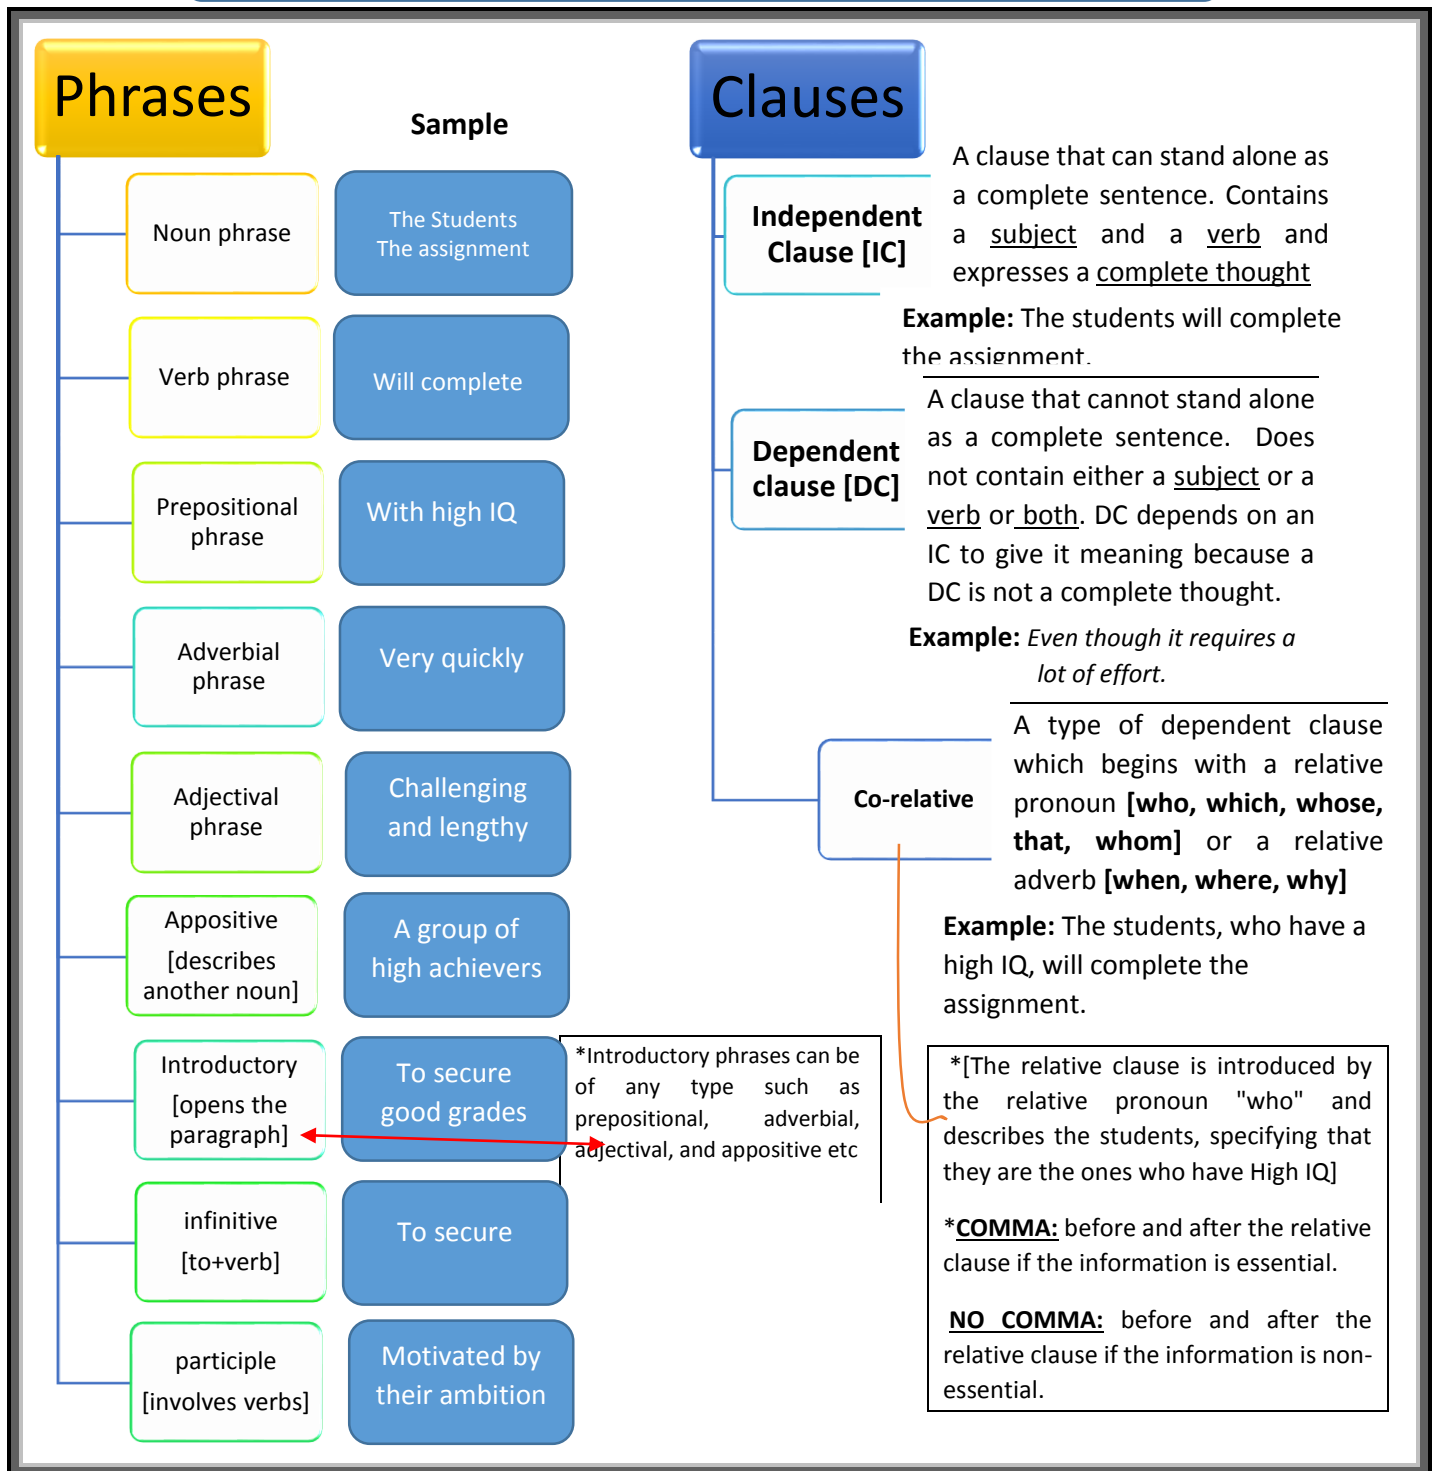 Phrases
Sample
Noun phrase
The Students
The assignment
Verb phrase
Will complete
Prepositional
phrase
With high IQ
Adverbial
phrase
Very quickly
Adjectival
phrase
Challenging
and lengthy
Appositive
[describes
another noun]
A group of
high achievers
Introductory
[opens the
paragraph]
To secure
good grades
*Introductory phrases can be
of any type such as
prepositional, adverbial,
adjectival, and appositive etc
infinitive
[to+verb]
To secure
participle
[involves verbs]
Motivated by
their ambition
Clauses
Independent
Clause [IC]
A clause that can stand alone as
a complete sentence. Contains
a subject and a verb and
expresses a complete thought
Example: The students will complete
the assignment.
Dependent
clause [DC]
A clause that cannot stand alone
as a complete sentence. Does
not contain either a subject or a
verb or both. DC depends on an
IC to give it meaning because a
DC is not a complete thought.
Example: Even though it requires a
lot of effort.
Co-relative
A type of dependent clause
which begins with a relative
pronoun [who, which, whose,
that, whom] or a relative
adverb [when, where, why]
Example: The students, who have a
high IQ, will complete the
assignment.
*[The relative clause is introduced by
the relative pronoun "who" and
describes the students, specifying that
they are the ones who have High IQ]
*COMMA: before and after the relative
clause if the information is essential.
NO COMMA: before and after the
relative clause if the information is non-
essential.